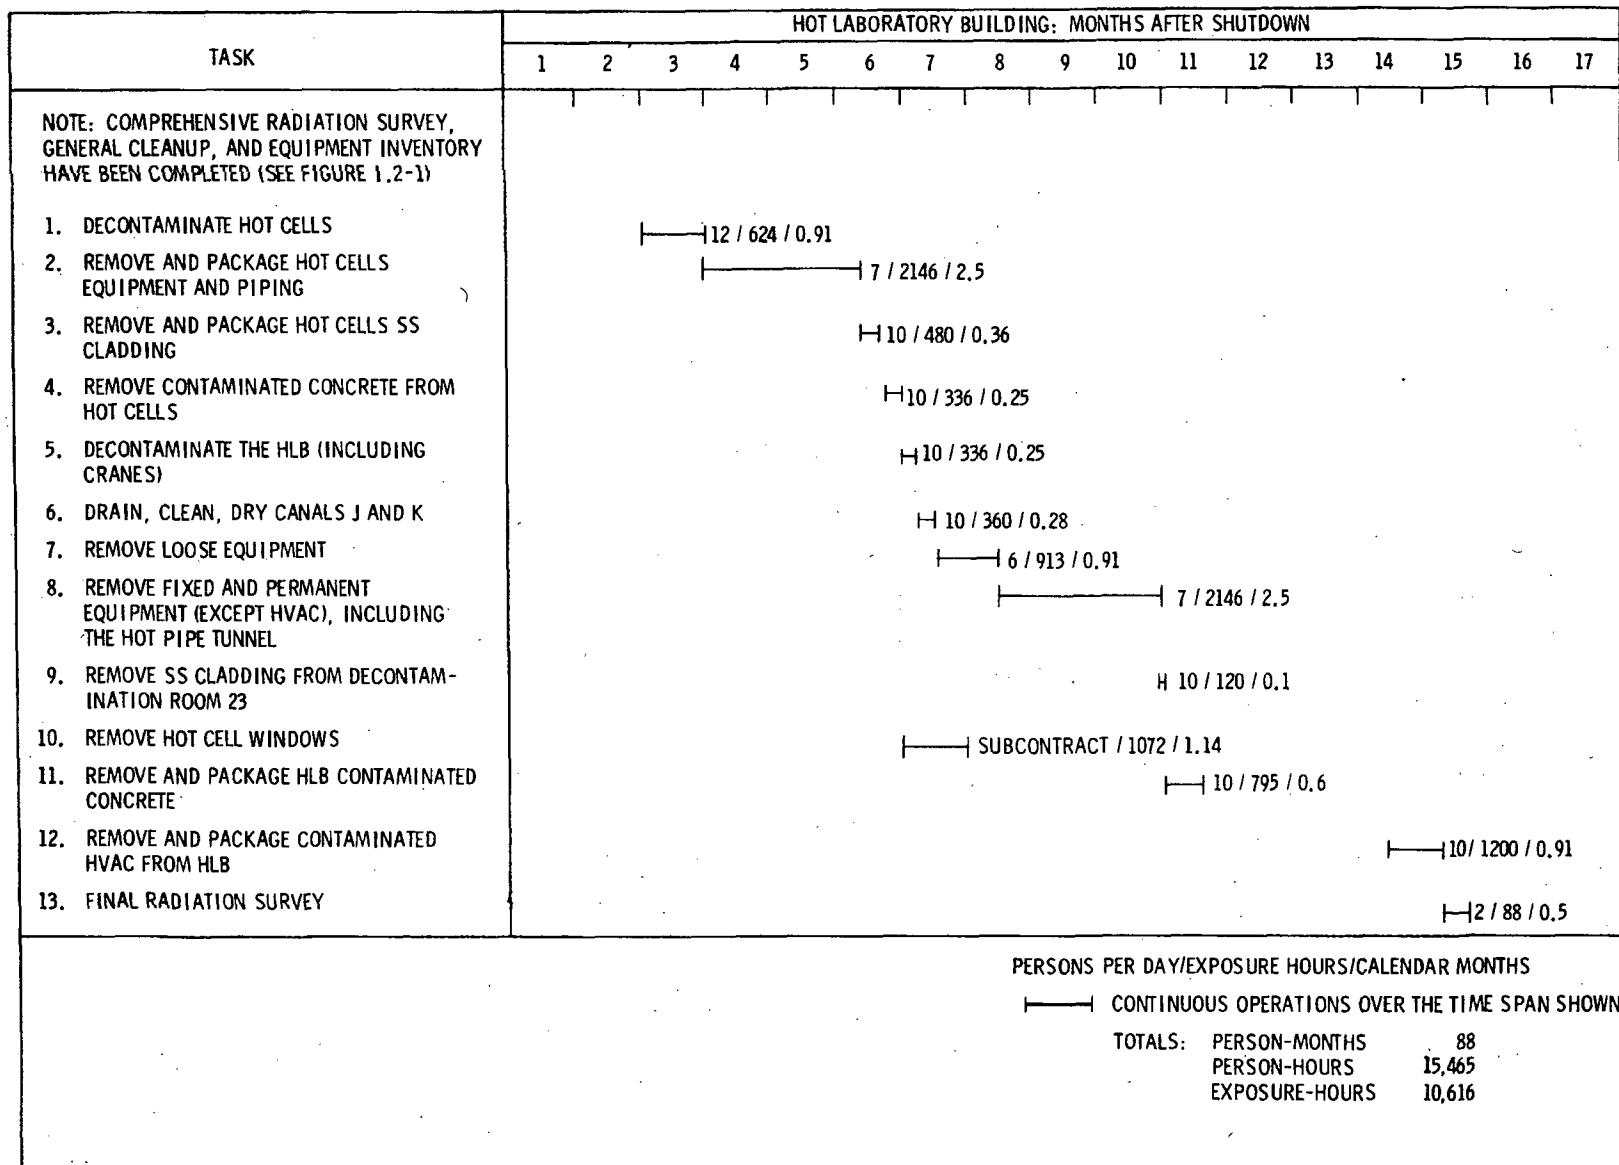 HOT LABORATORY BUILDING: MONTHS AFTER SHUTDOWN
TASK
1 2 3 4 5 6 7 8 9 10 11 12 13 14 15 16 17
NOTE: COMPREHENSIVE RADIATION SURVEY,
GENERAL CLEANUP, AND EQUIPMENT INVENTORY
HAVE BEEN COMPLETED (SEE FIGURE 1.2-1)
1. DECONTAMINATE HOT CELLS
12 / 624 / 0.91
2. REMOVE AND PACKAGE HOT CELLS
EQUIPMENT AND PIPING
7 / 2146 / 2.5
3. REMOVE AND PACKAGE HOT CELLS SS
CLADDING
10 / 480 / 0.36
4. REMOVE CONTAMINATED CONCRETE FROM
HOT CELLS
10 / 336 / 0.25
5. DECONTAMINATE THE HLB (INCLUDING
CRANES)
10 / 336 / 0.25
6. DRAIN, CLEAN, DRY CANALS J AND K
10 / 360 / 0.28
7. REMOVE LOOSE EQUIPMENT
6 / 913 / 0.91
8. REMOVE FIXED AND PERMANENT
EQUIPMENT (EXCEPT HVAC), INCLUDING
THE HOT PIPE TUNNEL
7 / 2146 / 2.5
9. REMOVE SS CLADDING FROM DECONTAM-
INATION ROOM 23
10 / 120 / 0.1
10. REMOVE HOT CELL WINDOWS
SUBCONTRACT / 1072 / 1.14
11. REMOVE AND PACKAGE HLB CONTAMINATED
CONCRETE
10 / 795 / 0.6
12. REMOVE AND PACKAGE CONTAMINATED
HVAC FROM HLB
10/ 1200 / 0.91
13. FINAL RADIATION SURVEY
2 / 88 / 0.5
PERSONS PER DAY/EXPOSURE HOURS/CALENDAR MONTHS
CONTINUOUS OPERATIONS OVER THE TIME SPAN SHOWN
TOTALS: PERSON-MONTHS 88
PERSON-HOURS 15,465
EXPOSURE-HOURS 10,616